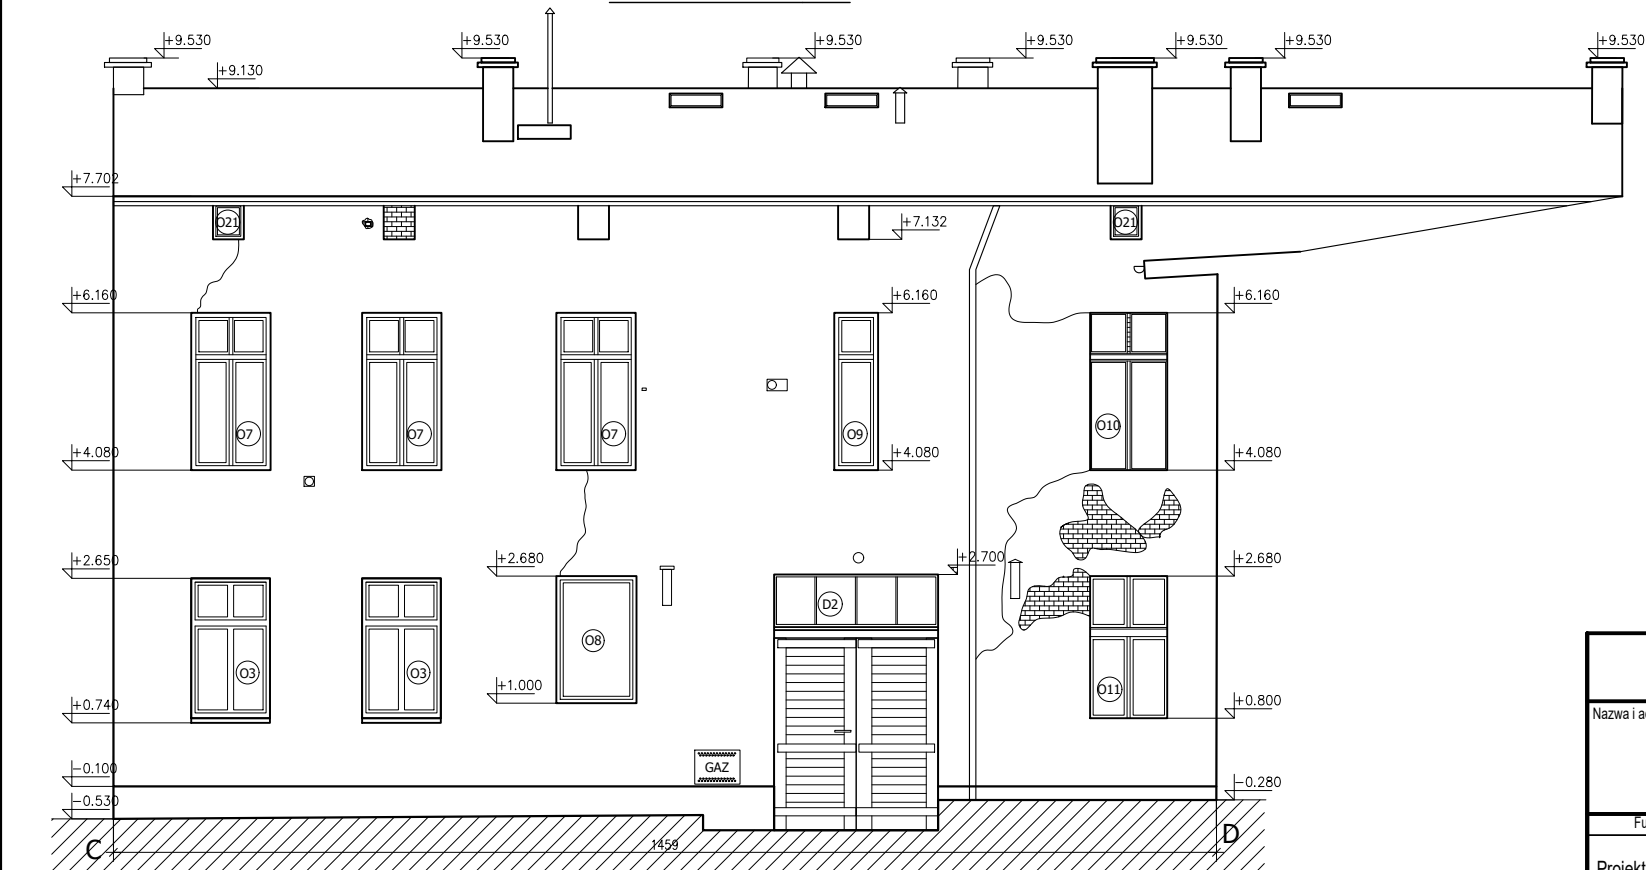 +9.530 +9.530 +9.530 +9.530 +9.530 +9.530 +9.530
+9.130
+7.702
O21 +7.132 O21
+6.160 +6.160 +6.160
O7 O7 O7 O9 O10
+4.080 +4.080 +4.080
+2.650 +2.680 +2.700 +2.680
D2
O8
O3 O3 O11
+1.000
+0.740 +0.800
Nazwa i
GAZ
-0.100 -0.280
-0.530
C 1459 D
Projekt